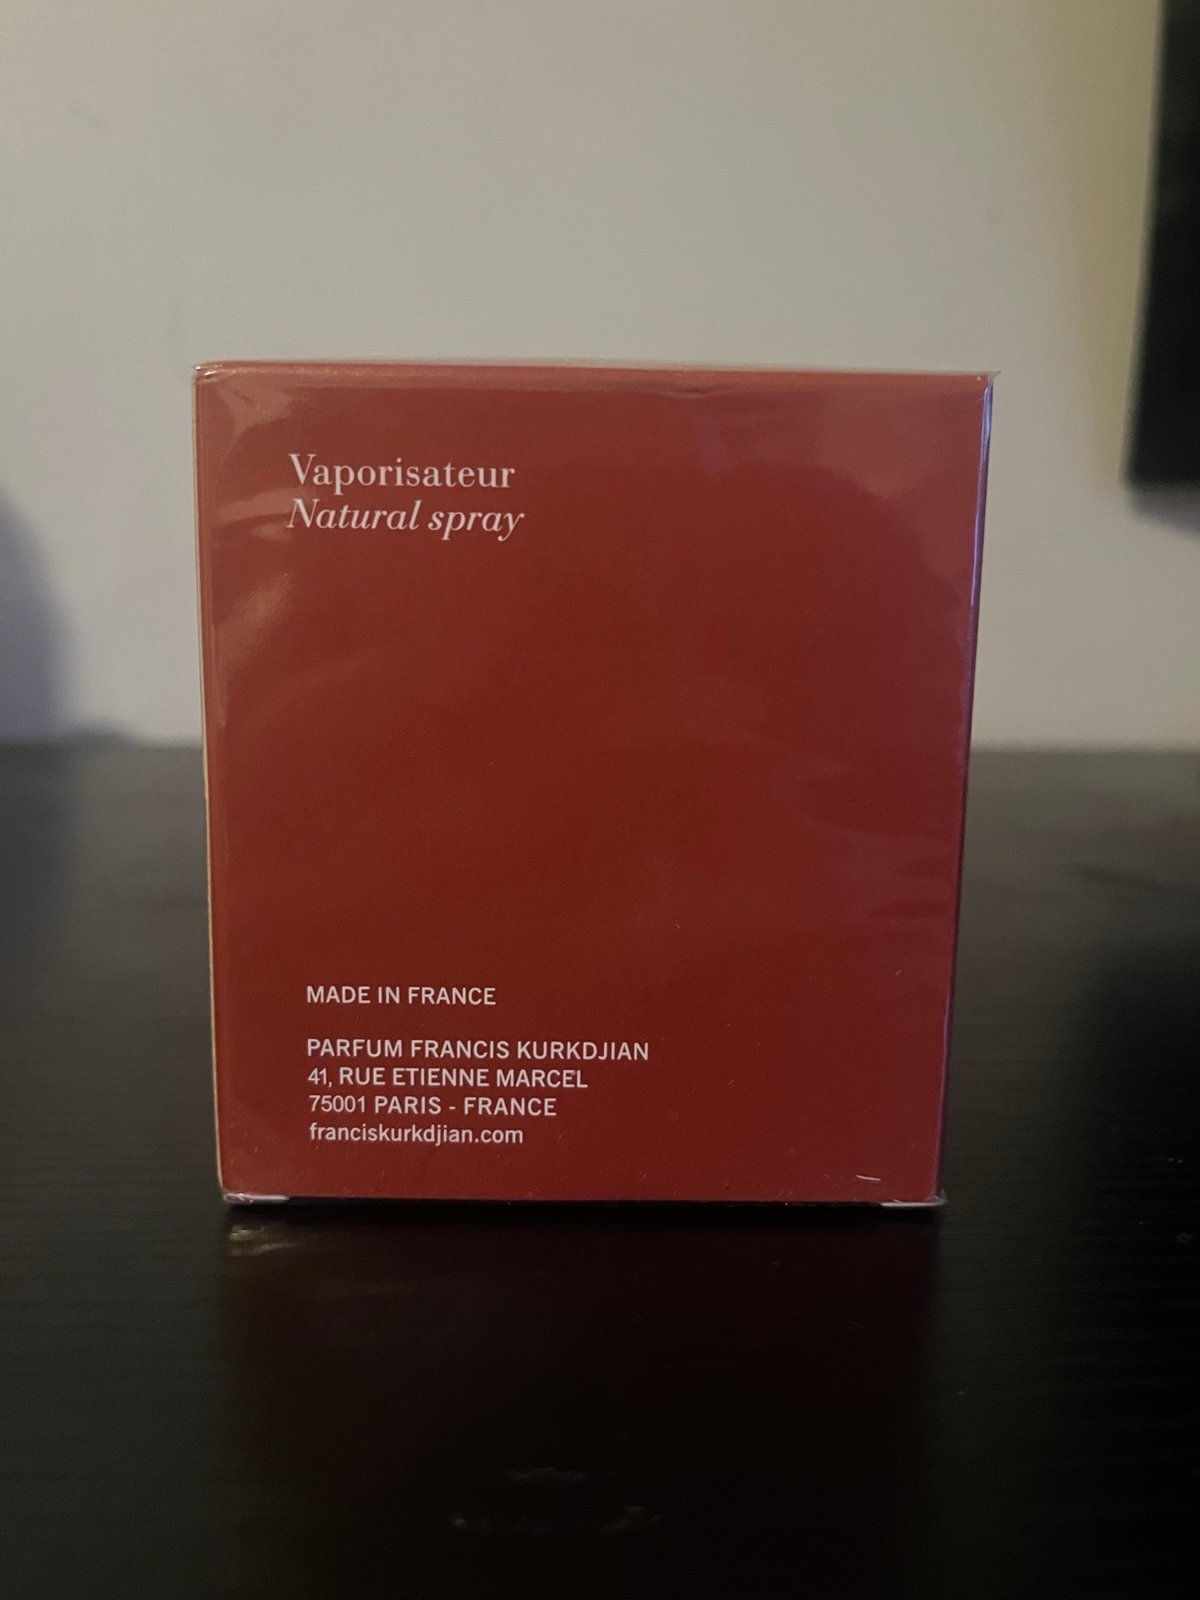 Vaporisateur
Natural spray
MADE IN FRANCE
PARFUM FRANCIS KURKDJIAN
41, RUE ETIENNE MARCEL
75001 PARIS - FRANCE
franciskurkdjian.com